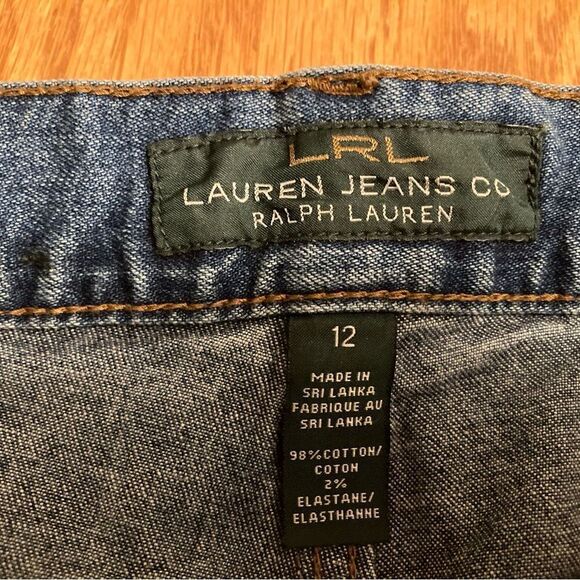 LRL
LAUREN JEANS CO
RALPH LAUREN
12
MADE IN
SRI LANKA
FABRIQUE AU
SRI LANKA
98%COTTON/
COTON
2%
ELASTANE/
ELASTHANNE